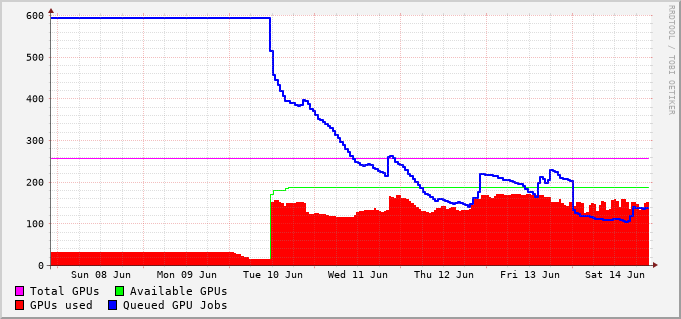 600
500
400
300
200
100
0
Sun 08 Jun Mon 09 Jun Tue 10 Jun Wed 11 Jun Thu 12 Jun Fri 13 Jun Sat 14 Jun
Total GPUs Available GPUs
GPUs used Queued GPU Jobs
RRDTOOL / TOBI OETIKER